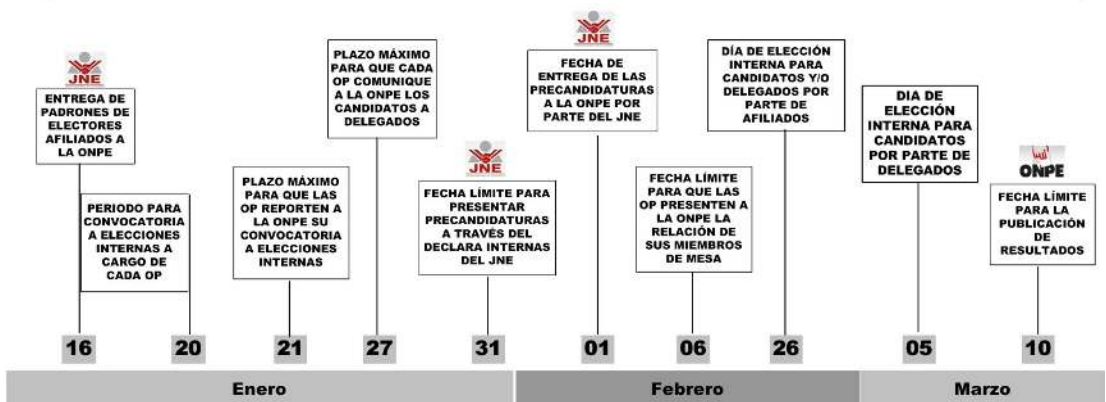 JNE
ENTREGA DE
PADRONES DE
ELECTORES
AFILIADOS A
LA ONPE
PERIODO PARA
CONVOCATORIA
A ELECCIONES
INTERNAS A
CARGO DE
CADA OP
PLAZO MÁXIMO
PARA QUE LAS
OP REPORTEN A
LA ONPE SU
CONVOCATORIA
A ELECCIONES
INTERNAS
PLAZO MÁXIMO
PARA QUE CADA
OP COMUNIQUE
A LA ONPE LOS
CANDIDATOS A
DELEGADOS
JNE
FECHA LÍMITE PARA
PRESENTAR
PRECANDIDATURAS
A TRAVÉS DEL
DECLARA INTERNAS
DEL JNE
JNE
FECHA DE
ENTREGA DE LAS
PRECANDIDATURAS
A LA ONPE POR
PARTE DEL JNE
FECHA LÍMITE
PARA QUE LAS
OP PRESENTEN A
LA ONPE LA
RELACIÓN DE
SUS MIEMBROS
DE MESA
DÍA DE ELECCIÓN
INTERNA PARA
CANDIDATOS Y/O
DELEGADOS POR
PARTE DE
AFILIADOS
DIA DE
ELECCIÓN
INTERNA PARA
CANDIDATOS
POR PARTE DE
DELEGADOS
ONPE
FECHA LÍMITE
PARA LA
PUBLICACIÓN
DE
RESULTADOS
16 20 21 27 31 01 06 26 05 10
Enero Febrero Marzo